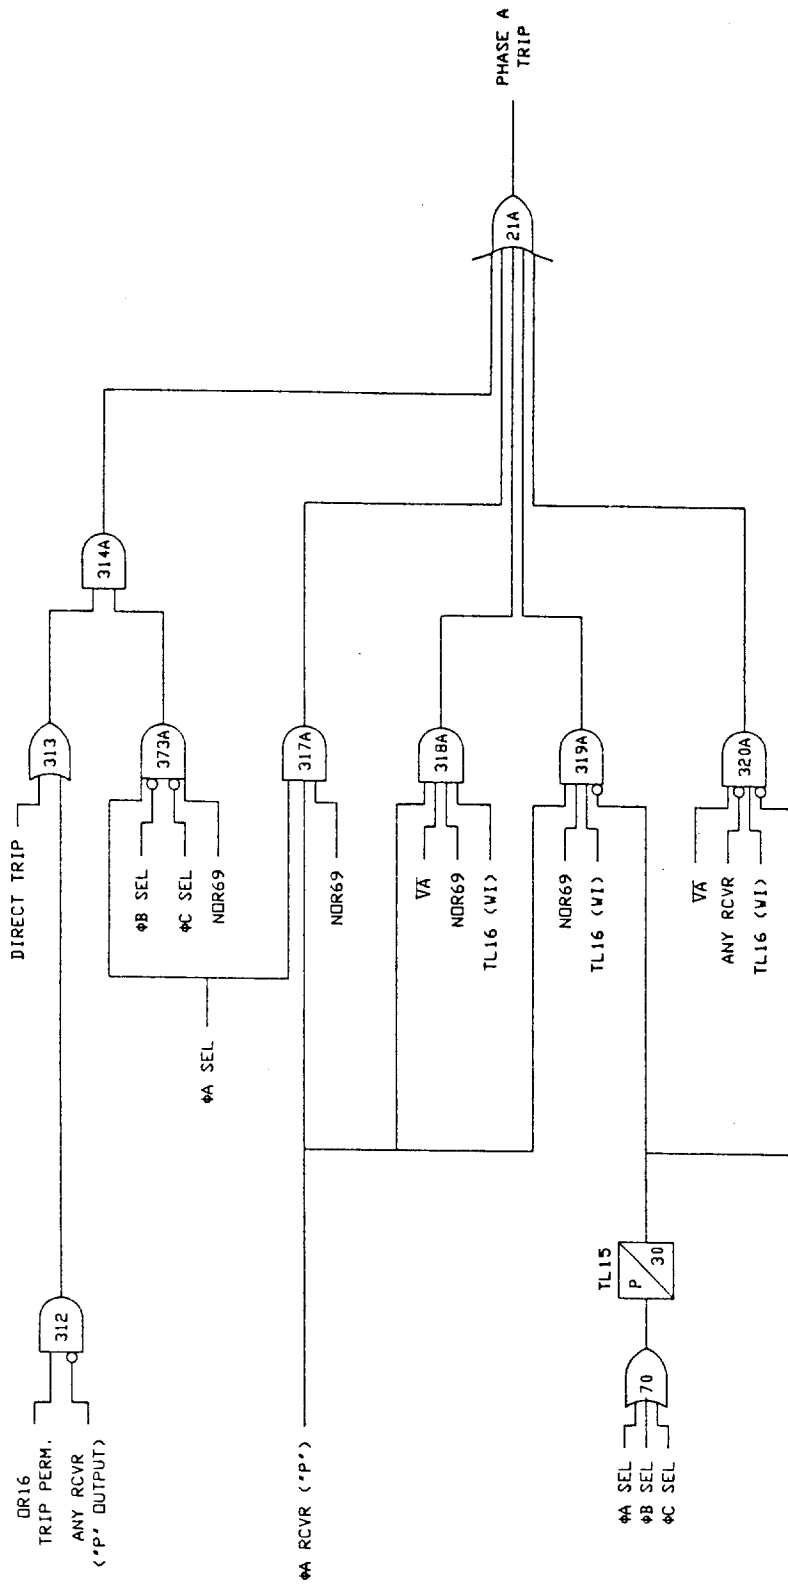 OR16
TRIP PERM.
ANY RCVR
("P" OUTPUT)
312
DIRECT TRIP
313
314A
ΦB SEL
ΦC SEL
NOR69
373A
ΦA SEL
ΦA RCVR ("P")
317A
NOR69
V̅A̅
NOR69
TL16 (WI)
318A
NOR69
TL16 (WI)
319A
ΦA SEL
ΦB SEL
ΦC SEL
70
TL15
P
30
V̅A̅
ANY RCVR
TL16 (WI)
320A
21A
PHASE A
TRIP